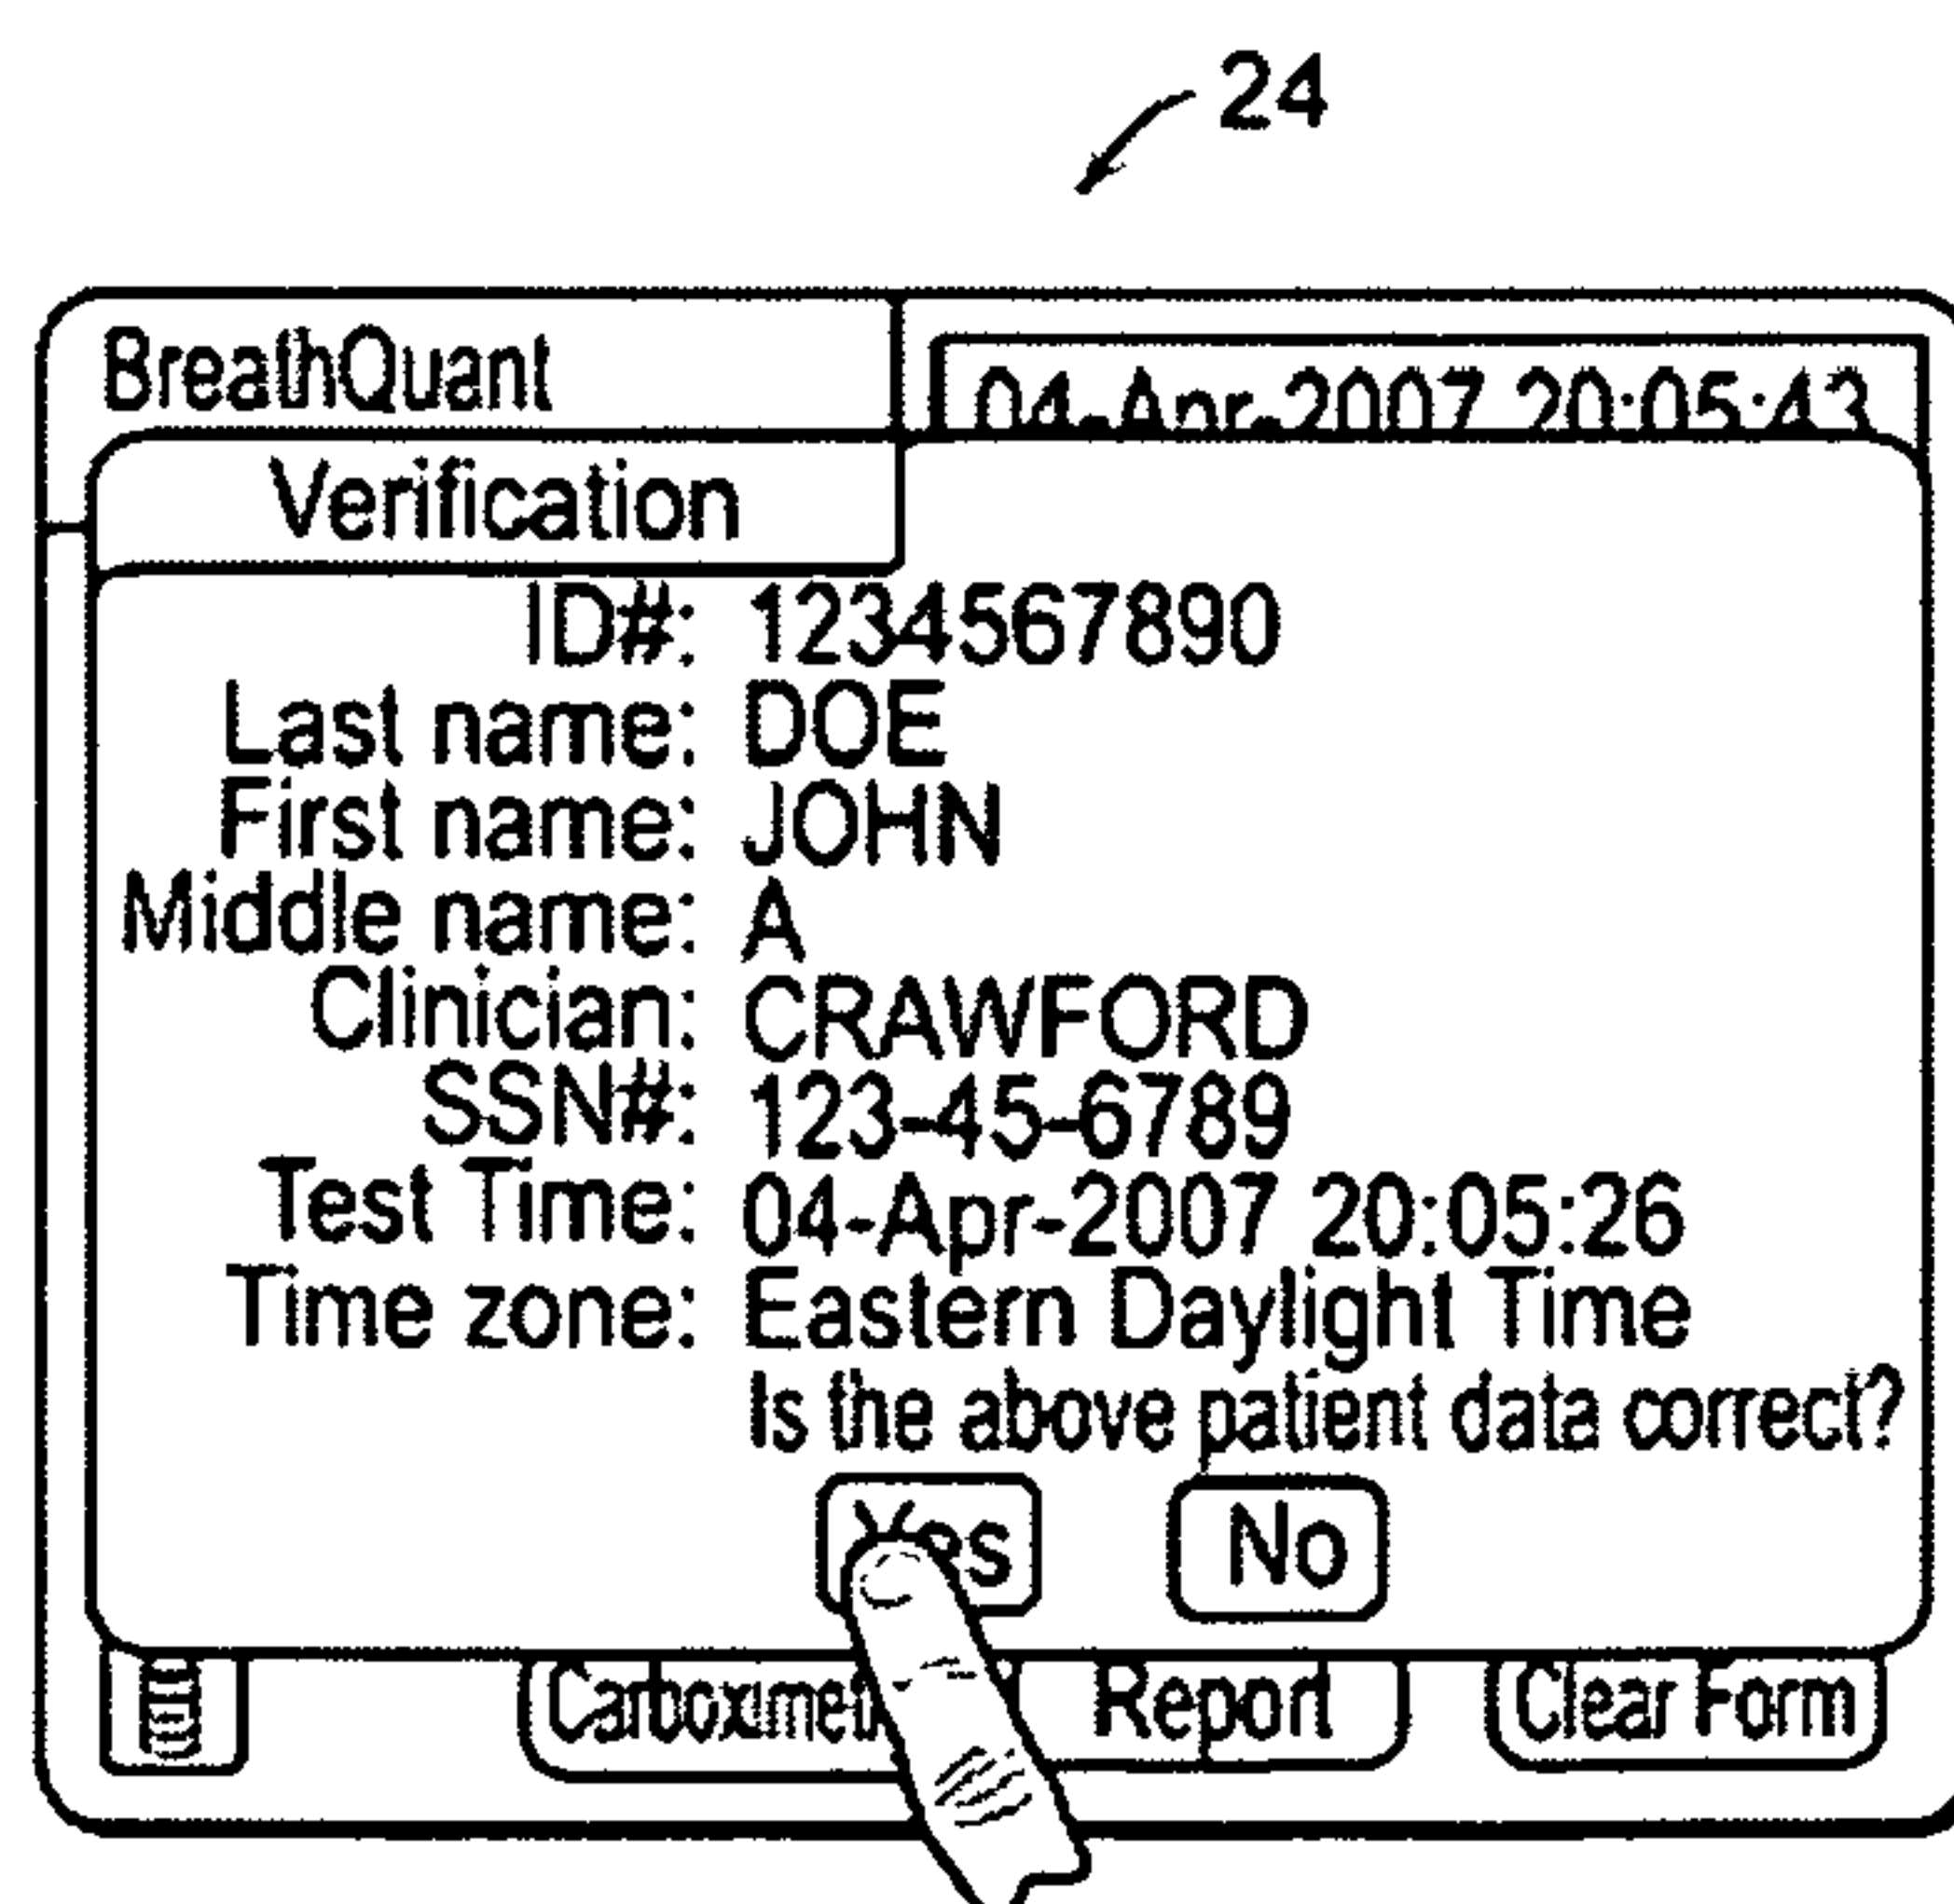 24
BreathQuant
04-Apr-2007 20:05:43
Verification
ID#: 1234567890
Last name: DOE
First name: JOHN
Middle name: A
Clinician: CRAWFORD
SSN#: 123-45-6789
Test Time: 04-Apr-2007 20:05:26
Time zone: Eastern Daylight Time
Is the above patient data correct?
Yes No
Report Clear Form